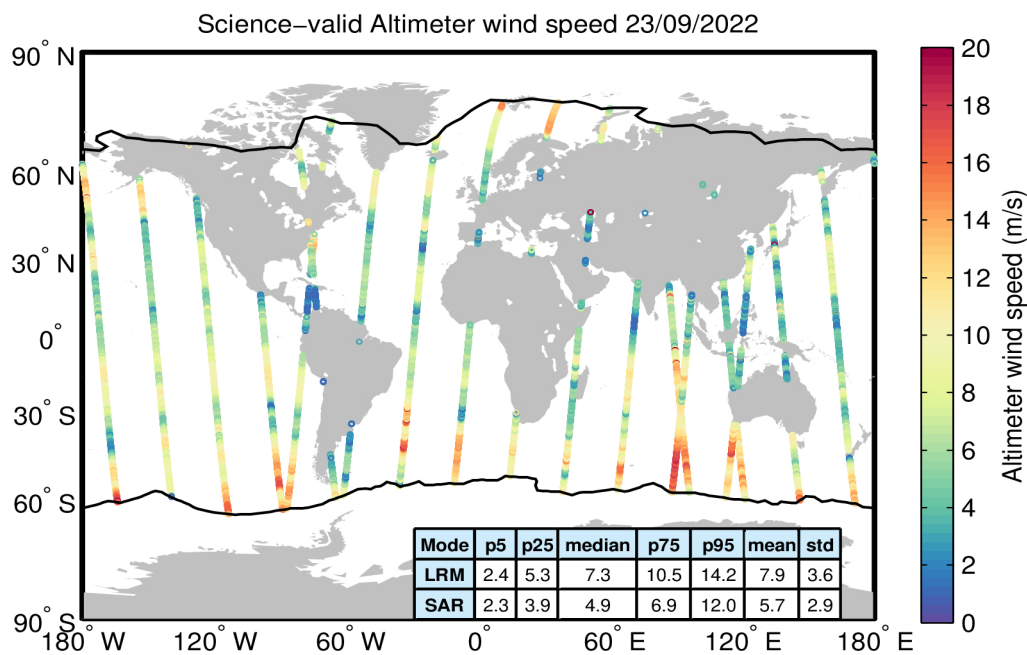 Science−valid Altimeter wind speed 23/09/2022
90° N
60° N
30° N
0°
30° S
60° S
90° S
180° W
120° W
60° W
0°
60° E
120° E
180° E
Mode p5 p25 median p75 p95 mean std
LRM 2.4 5.3 7.3 10.5 14.2 7.9 3.6
SAR 2.3 3.9 4.9 6.9 12.0 5.7 2.9
20
18
16
14
12
10
8
6
4
2
0
Altimeter wind speed (m/s)